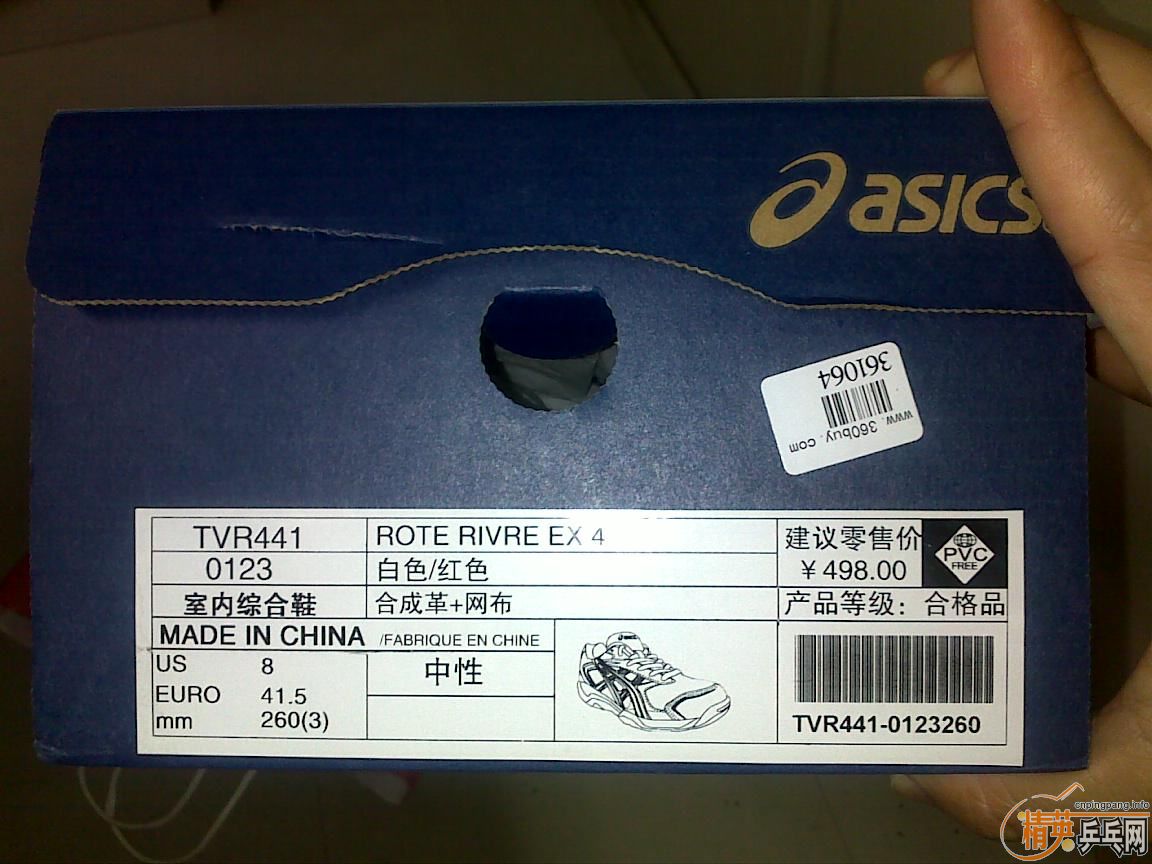 asics
361064
www.360buy.com
TVR441
ROTE RIVRE EX 4
建议零售价
¥498.00
PVC
FREE
0123
白色/红色
室内综合鞋
合成革+网布
产品等级：合格品
MADE IN CHINA /FABRIQUE EN CHINE
US 8
中性
EURO 41.5
mm 260(3)
TVR441-0123260
cnpingpang.info
精英乒乓网